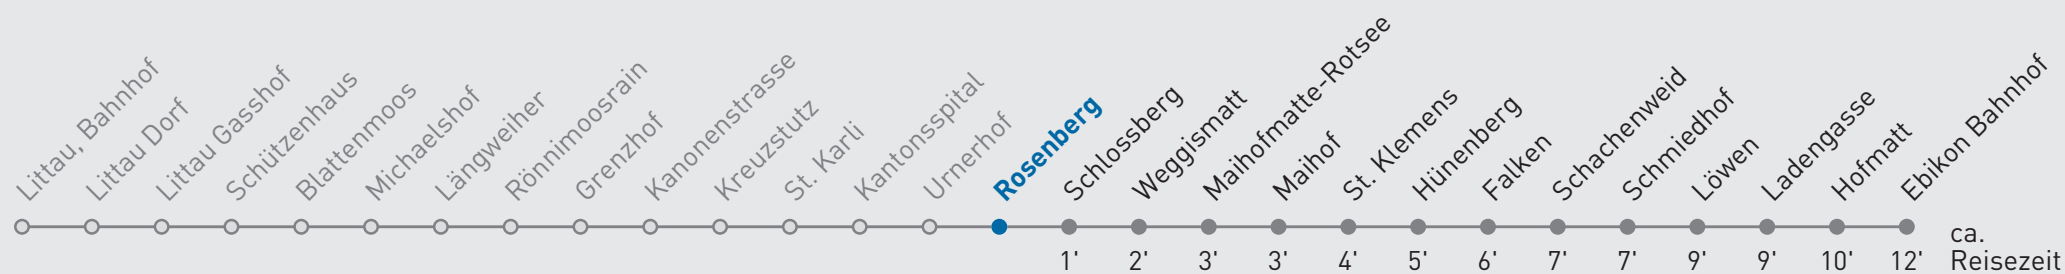 Littau, Bahnhof
Littau Dorf
Littau Gasshof
Schützenhaus
Blattenmoos
Michaelshof
Längweiher
Rönnimoosrain
Grenzhof
Kanonenstrasse
Kreuzstutz
St. Karli
Kantonsspital
Urnerhof
Rosenberg
Schlossberg
Weggismatt
Maihofmatte-Rotsee
Maihof
St. Klemens
Hünenberg
Falken
Schachenweid
Schmiedhof
Löwen
Ladengasse
Hofmatt
Ebikon Bahnhof
1' 2' 3' 3' 4' 5' 6' 7' 7' 9' 9' 10' 12'
ca.
Reisezeit